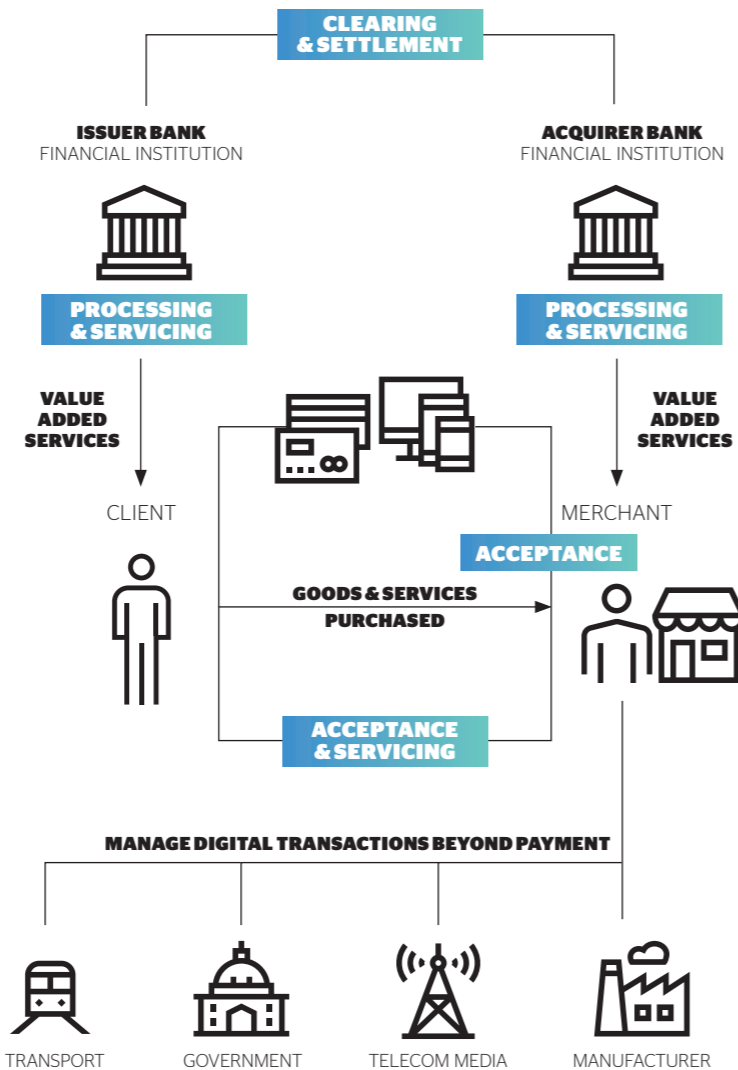 CLEARING
& SETTLEMENT
ISSUER BANK
FINANCIAL INSTITUTION
ACQUIRER BANK
FINANCIAL INSTITUTION
PROCESSING
& SERVICING
PROCESSING
& SERVICING
VALUE
ADDED
SERVICES
VALUE
ADDED
SERVICES
CLIENT
MERCHANT
ACCEPTANCE
GOODS & SERVICES
PURCHASED
ACCEPTANCE
& SERVICING
MANAGE DIGITAL TRANSACTIONS BEYOND PAYMENT
TRANSPORT
GOVERNMENT
TELECOM MEDIA
MANUFACTURER